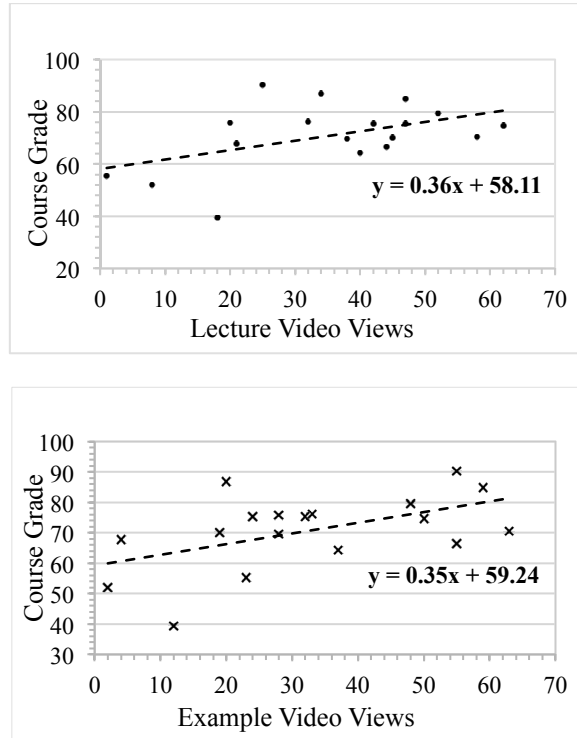 Course Grade
100
80
60
40
20
y = 0.36x + 58.11
0 10 20 30 40 50 60 70
Lecture Video Views
Course Grade
100
90
80
70
60
50
40
30
y = 0.35x + 59.24
0 10 20 30 40 50 60 70
Example Video Views